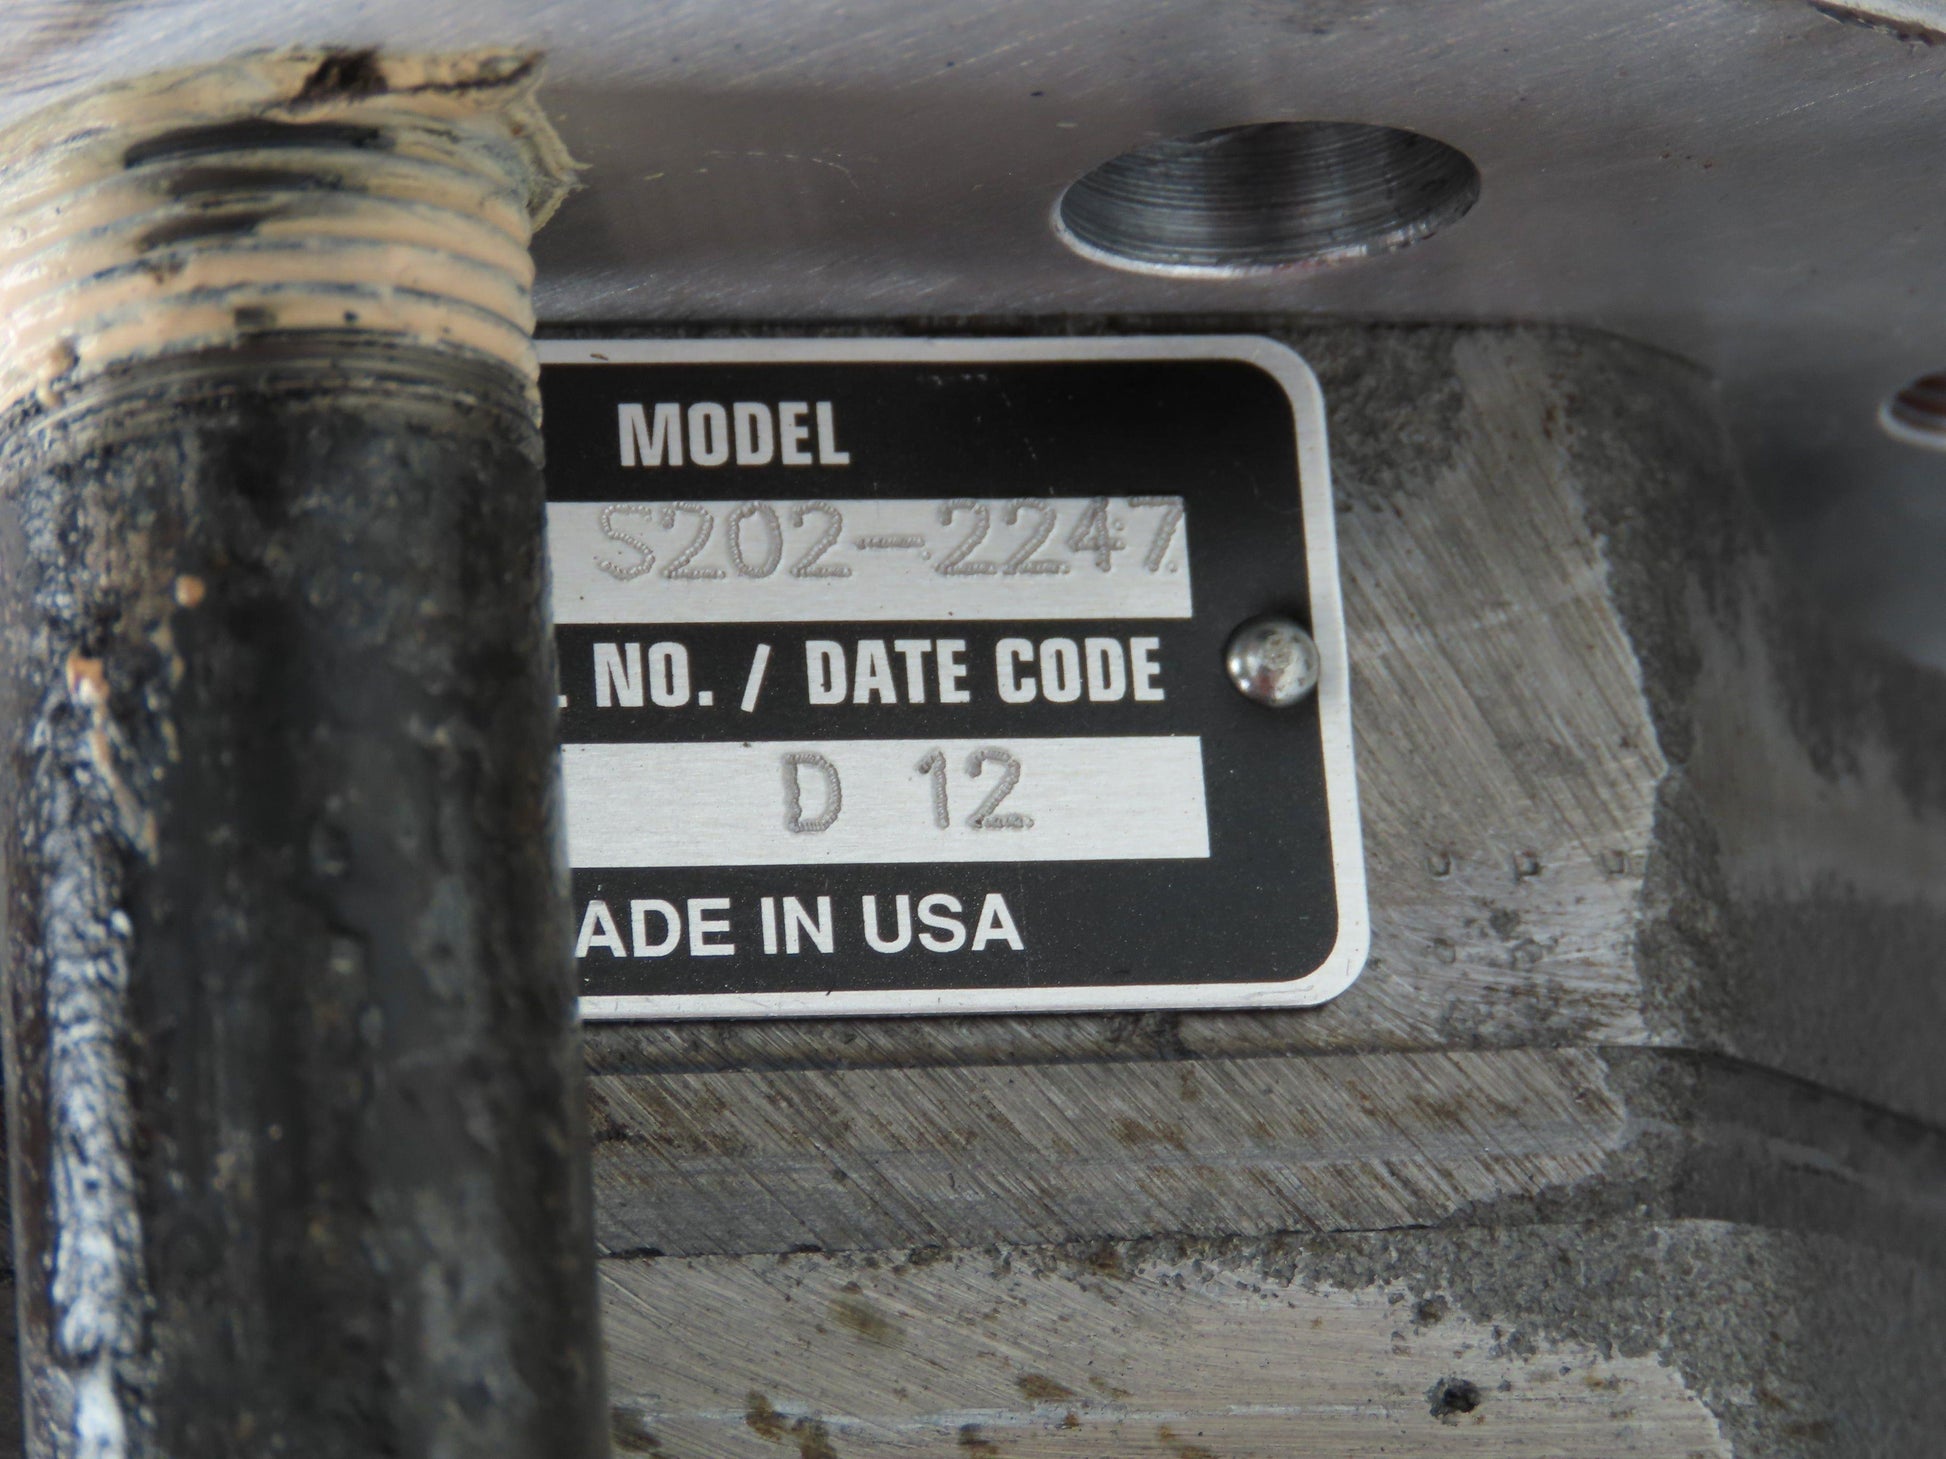 MODEL
S202-2247
. NO. / DATE CODE
D 12
ADE IN USA